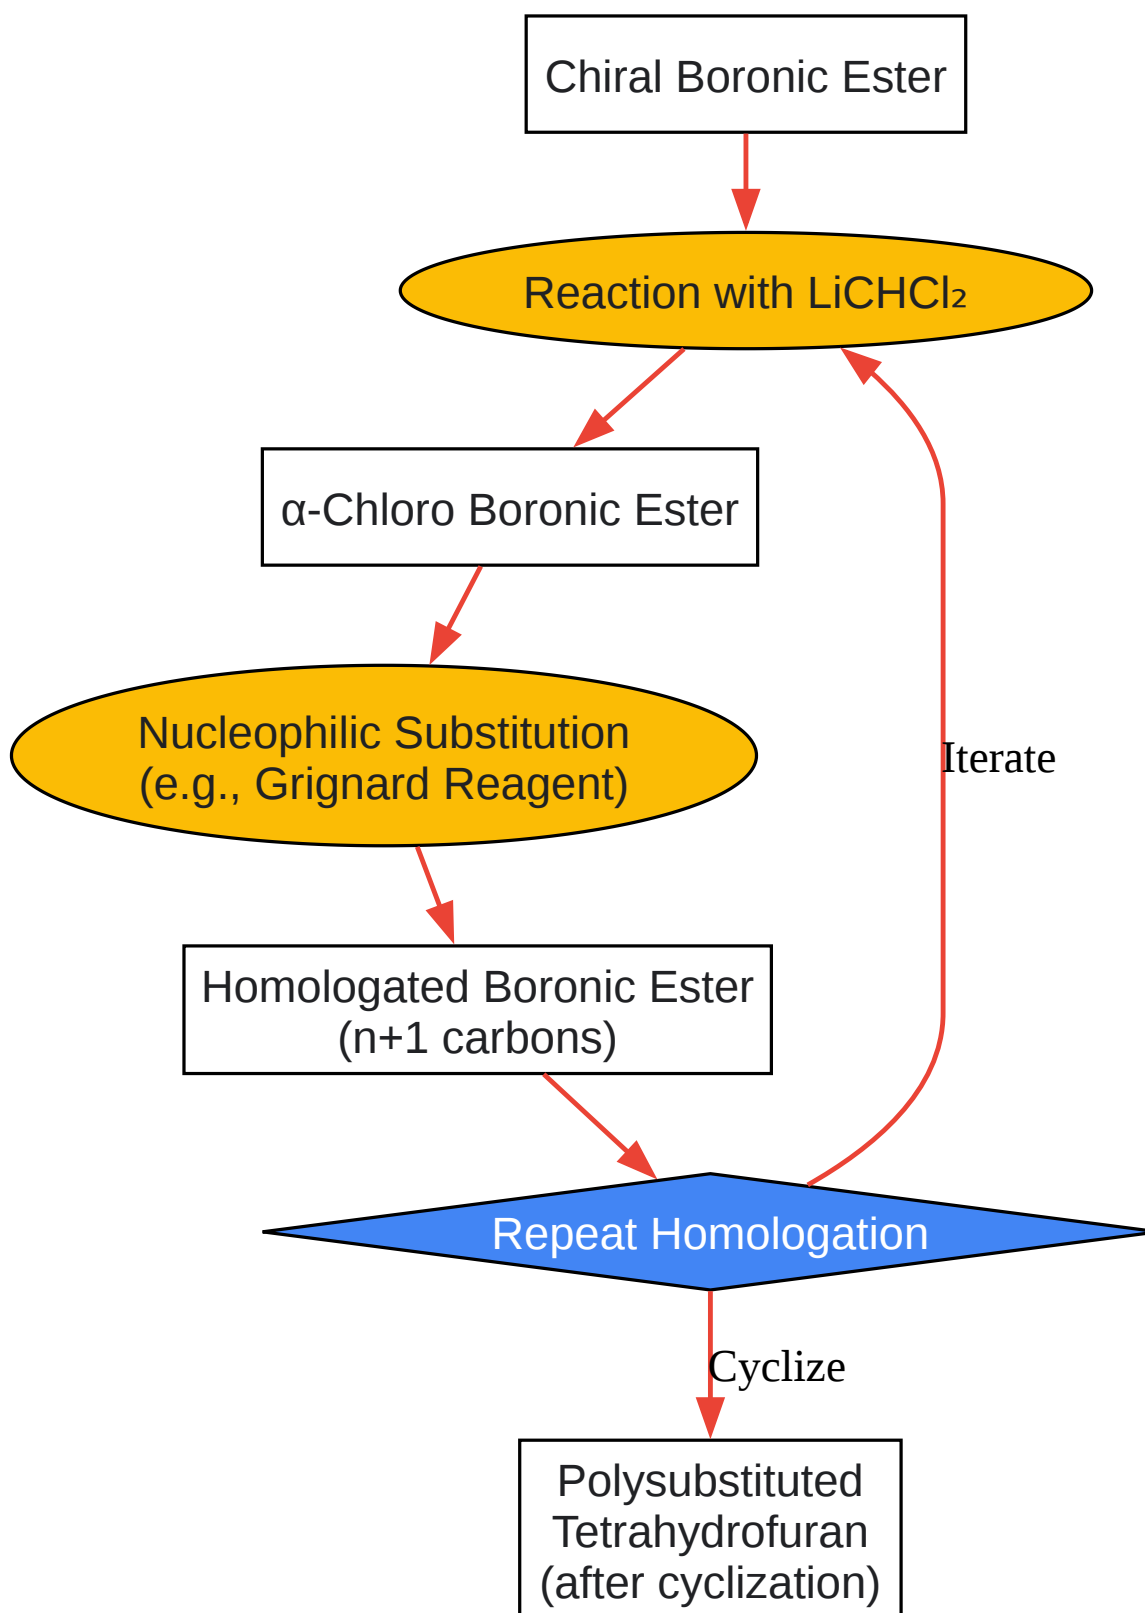 Chiral Boronic Ester
Reaction with LiCHCl₂
α-Chloro Boronic Ester
Nucleophilic Substitution
(e.g., Grignard Reagent)
Iterate
Homologated Boronic Ester
(n+1 carbons)
Repeat Homologation
Cyclize
Polysubstituted
Tetrahydrofuran
(after cyclization)